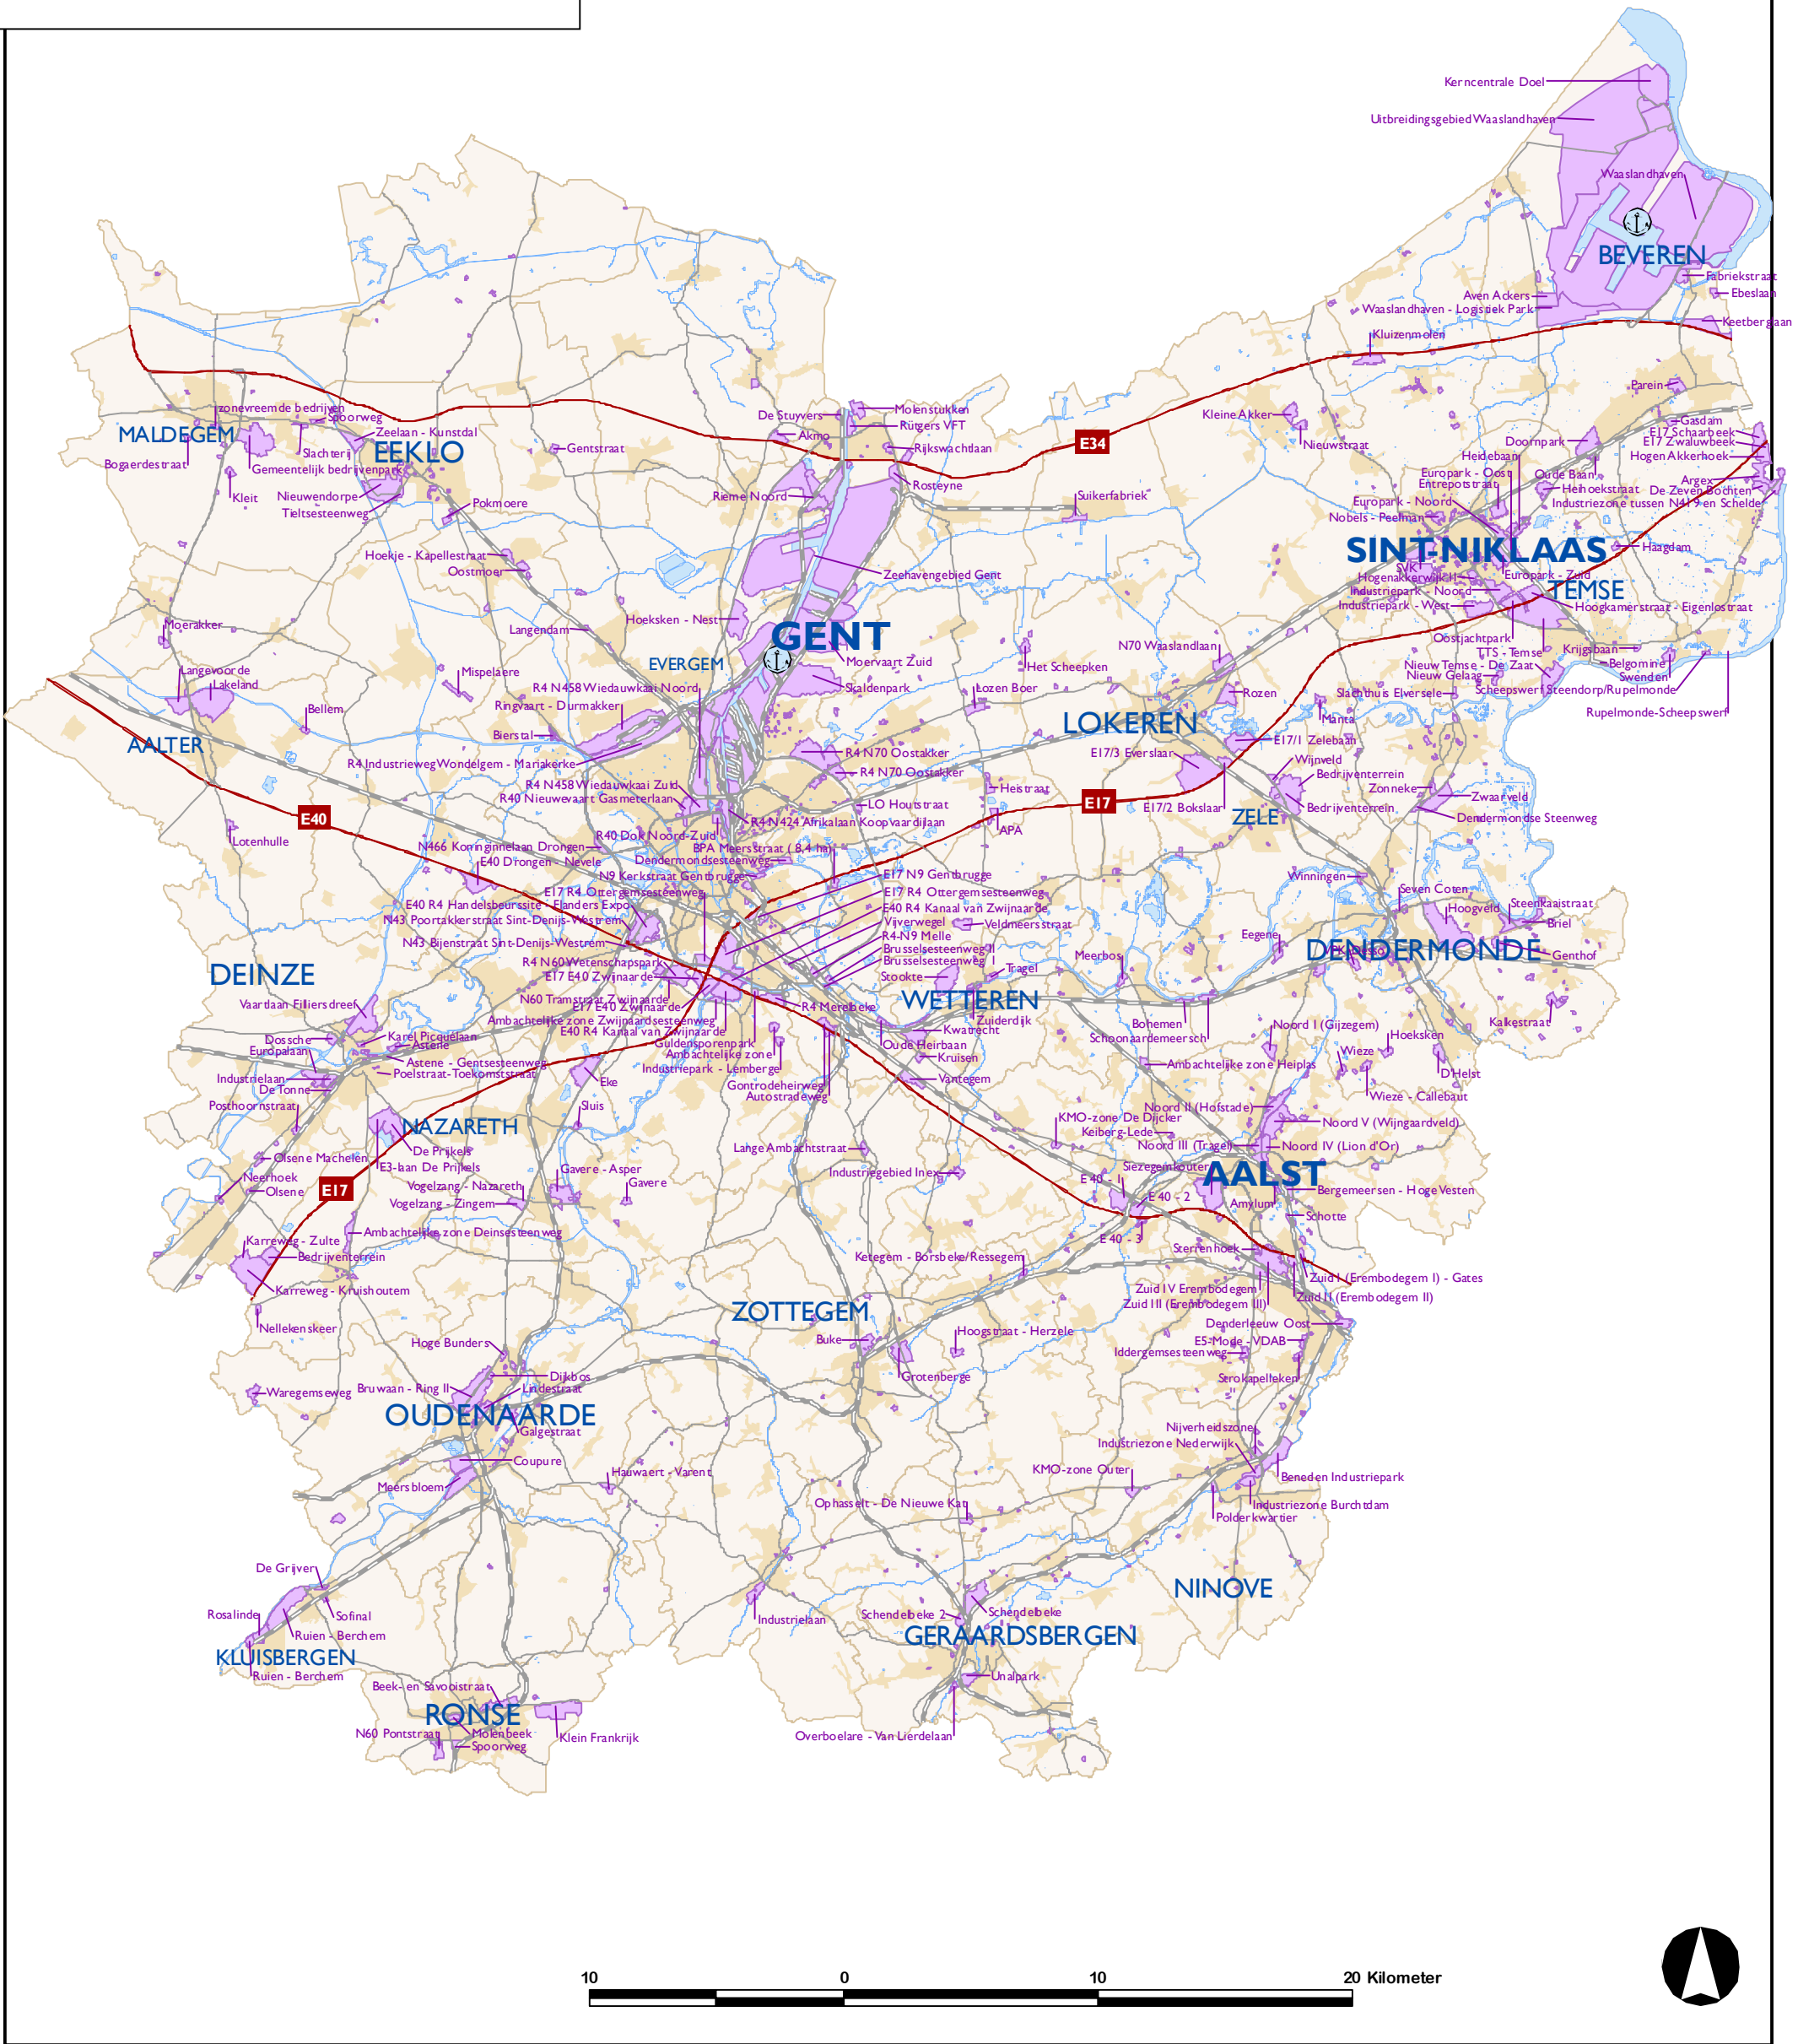 Kerncentrale Doel
Uitbreidingsgebied Waaslandhaven
Waaslandhaven
BEVEREN
Fabriekstraat
Ebeslaan
Aven Ackers
Waaslandhaven - Logistiek Park
Keetberglaan
Kluizenmolen
Parein
zonevreemde bedrijven
Spoorweg
MALDEGEM
Zeelaan - Kunstdal
EEKLO
Slachterij
Bogaerdestraat
Gemeentelijk bedrijvenpark
Kleit
Nieuwendorpe
Tieltsesteenweg
Pokmoere
Gentstraat
De Stuyvers
Molenstukken
Rütgers VFT
Akmo
Rijkswachtlaan
E34
Rosteyne
Rieme Noord
Suikerfabriek
Kleine Akker
Nieuwstraat
Gasdam
E17 Schaarbeek
Doornpark
E17 Zwaluwbeek
Heidebaan
Hogen Akkerhoek
Europark - Oost
Oude Baan
Entrepotstraat
Argex
Heihoekstraat
De Zeven Bochten
Europark - Noord
Industriezone tussen N419 en Schelde
Nobels - Peelman
SINT-NIKLAAS
Haagdam
SVK
Hogenakkerwijk II
Europark - Zuid
TEMSE
Industriepark - Noord
Industriepark - West
Hoogkamerstraat - Eigenlostraat
Oostjachtpark
TTS - Temse
Krijgsbaan
Nieuw Temse - De Zaat
Belgomine
Nieuw Gelaag
Swenden
Slachthuis Elversele
Scheepswerf Steendorp/Rupelmonde
Rupelmonde-Scheepswerf
Hoekje - Kapellestraat
Oostmoer
Zeehavengebied Gent
Moerakker
Langendam
Hoeksken - Nest
GENT
EVERGEM
Moervaart Zuid
Het Scheepken
N70 Waaslandlaan
Langevoorde
Lakeland
Mispelaere
R4 N458 Wiedauwkaai Noord
Skaldenpark
Lozen Boer
Rozen
Bellem
Ringvaart - Durmakker
LOKEREN
Manta
AALTER
Bierstal
E17/1 Zelebaan
R4 Industrieweg Wondelgem - Mariakerke
R4 N70 Oostakker
R4 N70 Oostakker
E17/3 Everslaar
Wijnveld
Bedrijventerrein
R4 N458 Wiedauwkaai Zuid
Heistraat
Zonneke
R40 Nieuwevaart Gasmeterlaan
LO Houtstraat
E17
E17/2 Bokslaar
Bedrijventerrein
Zwaarveld
E40
R4 N424 Afrikalaan Koopvaardijlaan
APA
ZELE
Dendermondse Steenweg
Lotenhulle
R40 Dok Noord-Zuid
N466 Koninginnelaan Drongen
BPA Meersstraat ( 8,4 ha)
E40 Drongen - Nevele
Dendermondsesteenweg
N9 Kerkstraat Gentbrugge
E17 N9 Gentbrugge
Winningen
E17 R4 Ottergemsesteenweg
E17 R4 Ottergemsesteenweg
Seven Coten
E40 R4 Handelsbeurssite - Flanders Expo
E40 R4 Kanaal van Zwijnaarde
Hoogveld
Steenkaaistraat
N43 Poortakkerstraat Sint-Denijs-Westrem
Vijverwegel
Veldmeersstraat
Briel
N43 Bijenstraat Sint-Denijs-Westrem
R4-N9 Melle
Eegene
DENDERMONDE
Brusselsesteenweg II
Genthof
DEINZE
R4 N60 Wetenschapspark
Brusselsesteenweg I
Meerbos
E17 E40 Zwijnaarde
Stookte
Tragel
N60 Tramstraat Zwijnaarde
WETTEREN
Vaartlaan Filliersdreef
E17 E40 Zwijnaarde
R4 Merelbeke
Ambachtelijke zone Zwijnaardsesteenweg
Zuiderdijk
Bohemen
Kalkestraat
E40 R4 Kanaal van Zwijnaarde
Kwatrecht
Noord I (Gijzegem)
Dossche
Karel Picquelaan
Astene
Guldensporenpark
Oude Heirbaan
Schoonaardemeersch
Hoeksken
Europalaan
Ambachtelijke zone
Kruisen
Wieze
Astene - Gentsesteenweg
Industriepark - Lemberge
Ambachtelijke zone Heiplas
D'Helst
Industrielaan
Poelstraat-Toekomststraat
Eke
Gontrodeheirweg
Vantegem
De Tonne
Autostradeweg
Wieze - Callebaut
Posthoornstraat
Sluis
Noord II (Hofstade)
NAZARETH
KMO-zone De Dijcker
Noord V (Wijngaardveld)
Keiberg-Lede
De Prijkels
Lange Ambachtstraat
Noord III (Tragel)
Noord IV (Lion d'Or)
Olsene Machelen
E3-laan De Prijkels
Gavere - Asper
Industriegebied Inex
Siezegemkouter
AALST
Neerhoek
Olsene
E17
Vogelzang - Nazareth
Gavere
E 40 - 1
Bergemeersen - Hoge Vesten
Vogelzang - Zingem
E 40 - 2
Amylum
Schotte
Ambachtelijke zone Deinsesteenweg
E 40 - 3
Karreweg - Zulte
Sterrenhoek
Bedrijventerrein
Ketegem - Borsbeke/Ressegem
Karreweg - Kruishoutem
Zuid I (Erembodegem I) - Gates
Zuid IV Erembodegem
Zuid II (Erembodegem II)
Zuid III (Erembodegem III)
Nellekenskeer
ZOTTEGEM
Denderleeuw Oost
Hoge Bunders
Buke
Hoogstraat - Herzele
E5-Mode - VDAB
Iddergemsesteenweg
Dijkbos
Grotenberge
Strokapelleken
Waregemseweg
Bruwaan - Ring II
Lindestraat
OUDENAARDE
Galgestraat
Nijverheidszone
Industriezone Nederwijk
Coupure
Hauwaert - Varent
KMO-zone Outer
Beneden Industriepark
Meersbloem
Ophasselt - De Nieuwe Kat
Industriezone Burchtdam
Polderkwartier
De Grijver
NINOVE
Rosalinde
Sofinal
Industrielaan
Schendelbeke 2
Schendelbeke
Ruien - Berchem
GERAARDSBERGEN
KLUISBERGEN
Ruien - Berchem
Unalpark
Beek- en Savooistraat
RONSE
N60 Pontstraat
Molenbeek
Spoorweg
Klein Frankrijk
Overboelare - Van Lierdelaan
10 0 10 20 Kilometer